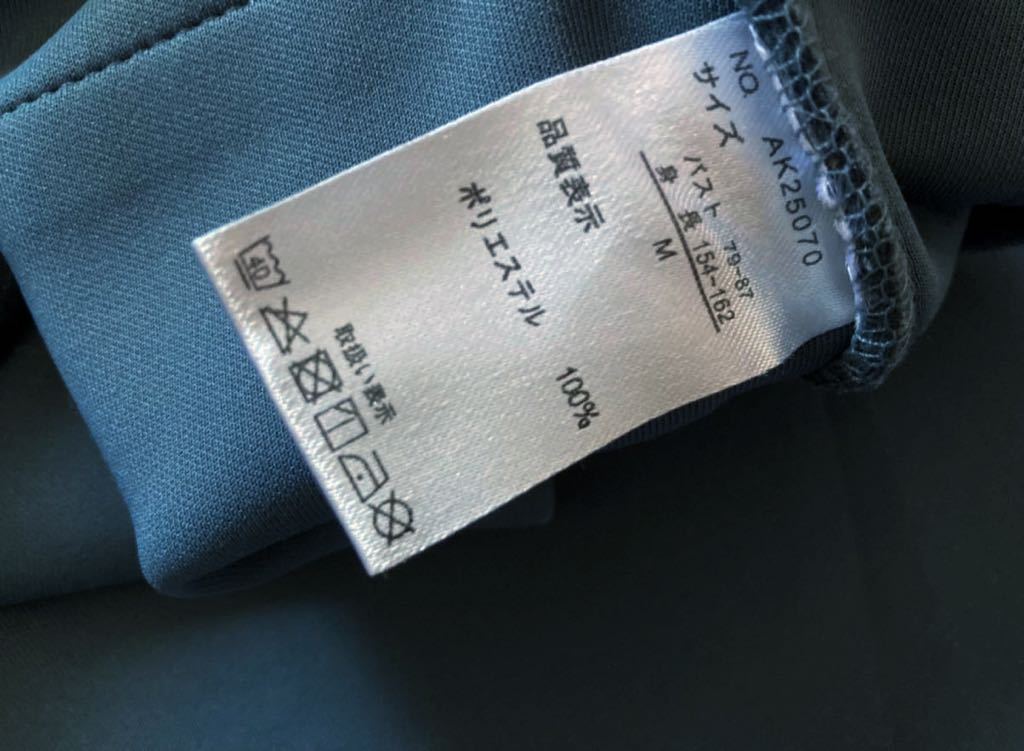 NO. AK25070
サイズ
バスト 79~87
身長 154~162
M
品質表示
ポリエステル 100%
取扱い表示
40